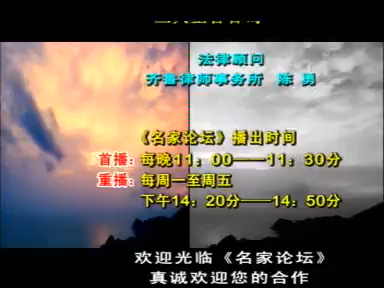 法律顾问
齐鲁律师事务所 陈勇
《名家论坛》播出时间
首播：每晚11：00——11：30分
重播：每周一至周五
下午14：20分——14：50分
欢迎光临《名家论坛》
真诚欢迎您的合作